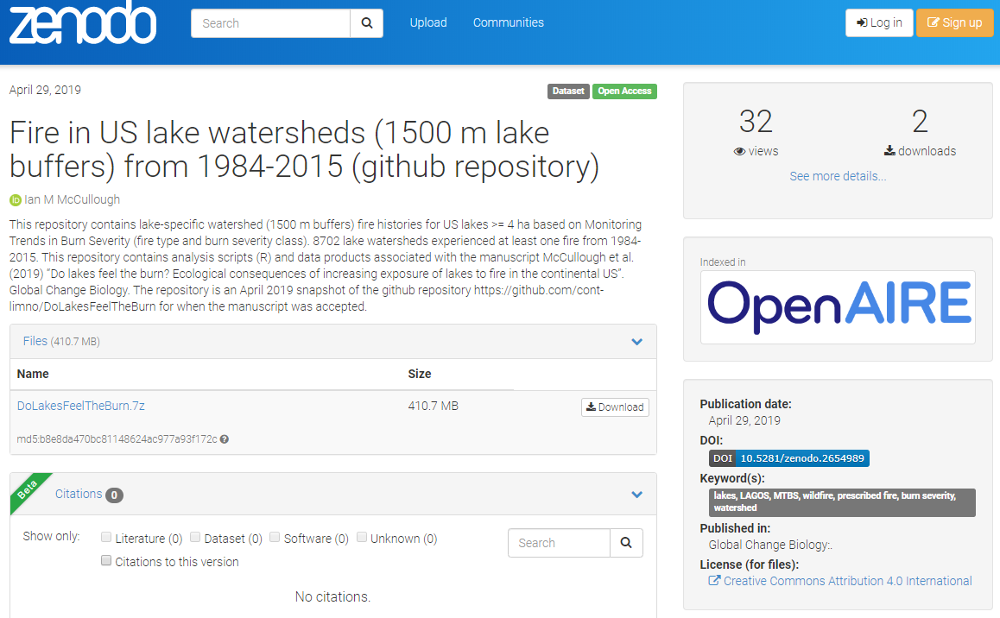 zenodo
Search
Upload
Communities
Log in
Sign up
April 29, 2019
Dataset
Open Access
Fire in US lake watersheds (1500 m lake
buffers) from 1984-2015 (github repository)
iD Ian M McCullough
This repository contains lake-specific watershed (1500 m buffers) fire histories for US lakes >= 4 ha based on Monitoring
Trends in Burn Severity (fire type and burn severity class). 8702 lake watersheds experienced at least one fire from 1984-
2015. This repository contains analysis scripts (R) and data products associated with the manuscript McCullough et al.
(2019) “Do lakes feel the burn? Ecological consequences of increasing exposure of lakes to fire in the continental US”.
Global Change Biology. The repository is an April 2019 snapshot of the github repository https://github.com/cont-
limno/DoLakesFeelTheBurn for when the manuscript was accepted.
Files (410.7 MB)
Name Size
DoLakesFeelTheBurn.7z 410.7 MB Download
md5:b8e8da470bc81148624ac977a93f172c ?
Beta
Citations 0
Show only: Literature (0) Dataset (0) Software (0) Unknown (0)
Citations to this version
Search
No citations.
32 2
views downloads
See more details...
Indexed in
OpenAIRE
Publication date:
April 29, 2019
DOI:
DOI 10.5281/zenodo.2654989
Keyword(s):
lakes, LAGOS, MTBS, wildfire, prescribed fire, burn severity,
watershed
Published in:
Global Change Biology:.
License (for files):
Creative Commons Attribution 4.0 International